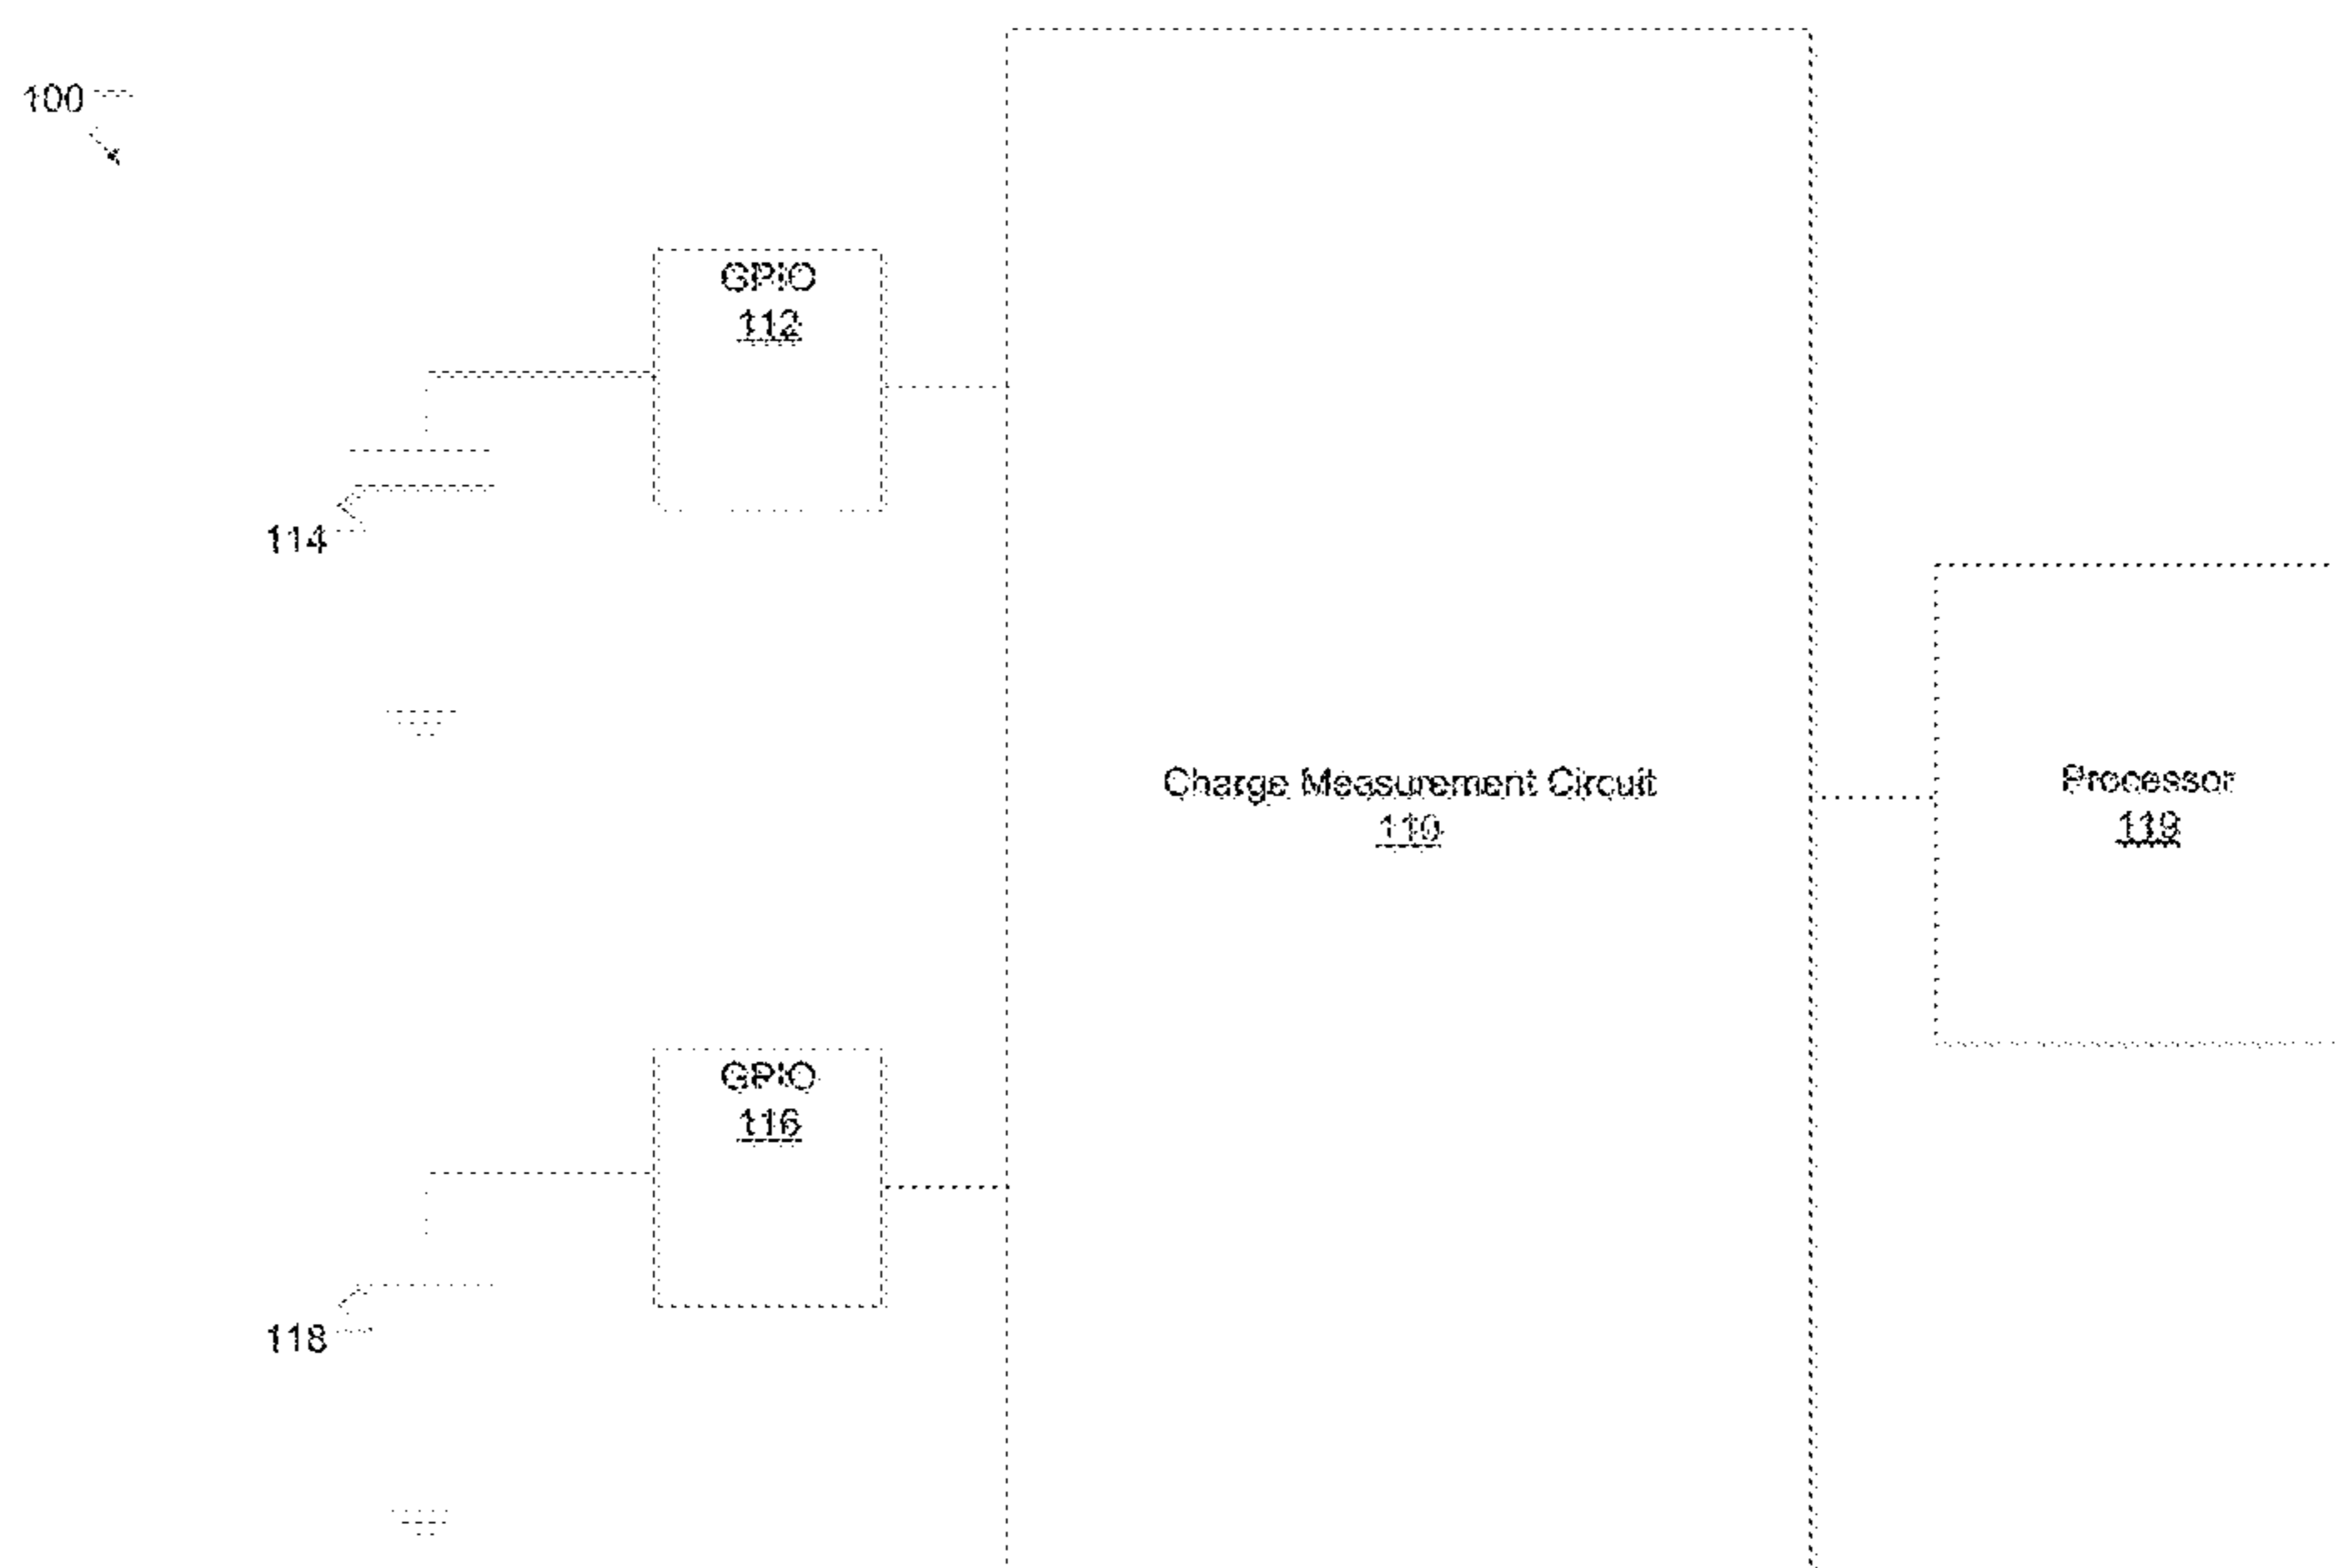 100
GPIO
112
114
Charge Measurement Circuit
110
Processor
119
GPIO
116
118